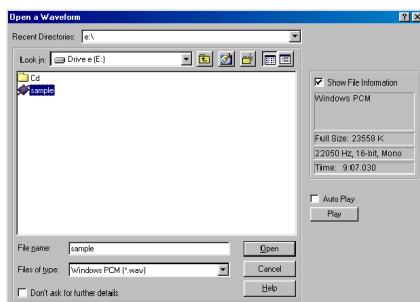 Open a Waveform
Recent Directories: e:\
Look in: Drive e (E:)
Cd
sample
Show File Information
Windows PCM
Full Size: 23558 K
22050 Hz, 16-bit, Mono
Time: 9:07.030
Auto Play
Play
File name: sample Open
Files of type: Windows PCM (*.wav) Cancel
Don't ask for further details Help